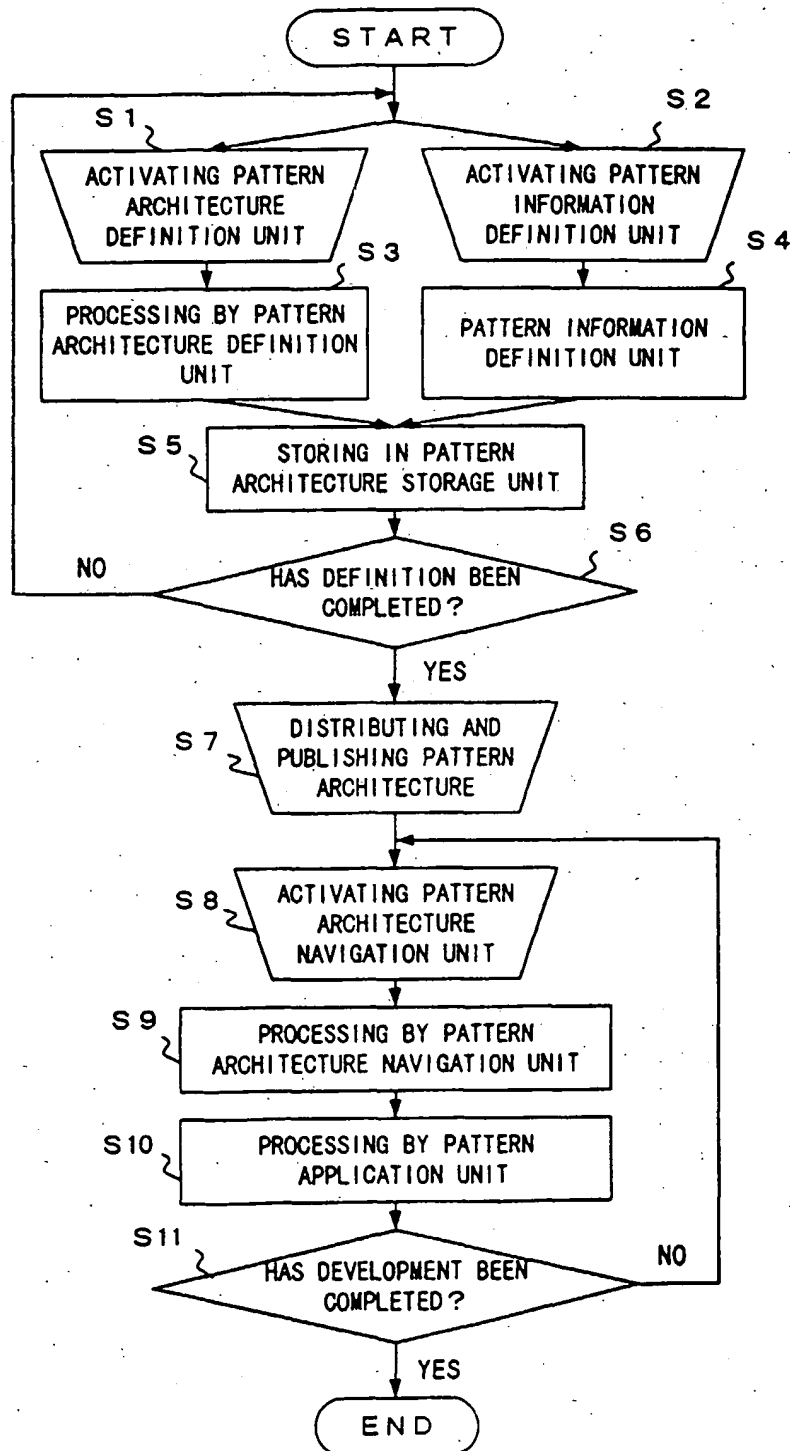 START
S1
S2
ACTIVATING PATTERN
ARCHITECTURE
DEFINITION UNIT
ACTIVATING PATTERN
INFORMATION
DEFINITION UNIT
S3
S4
PROCESSING BY PATTERN
ARCHITECTURE DEFINITION
UNIT
PATTERN INFORMATION
DEFINITION UNIT
S5
STORING IN PATTERN
ARCHITECTURE STORAGE UNIT
S6
NO
HAS DEFINITION BEEN
COMPLETED?
YES
S7
DISTRIBUTING AND
PUBLISHING PATTERN
ARCHITECTURE
S8
ACTIVATING PATTERN
ARCHITECTURE
NAVIGATION UNIT
S9
PROCESSING BY PATTERN
ARCHITECTURE NAVIGATION UNIT
S10
PROCESSING BY PATTERN
APPLICATION UNIT
S11
HAS DEVELOPMENT BEEN
COMPLETED?
NO
YES
END